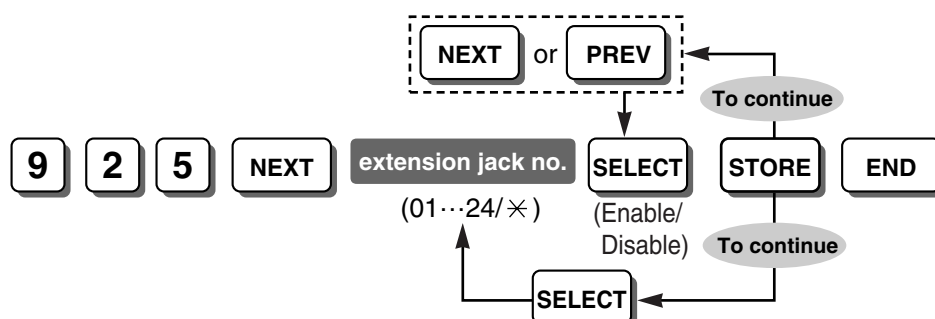 NEXT or PREV
To continue
9 2 5 NEXT extension jack no. SELECT STORE END
(01···24/✳) (Enable/
Disable) To continue
SELECT